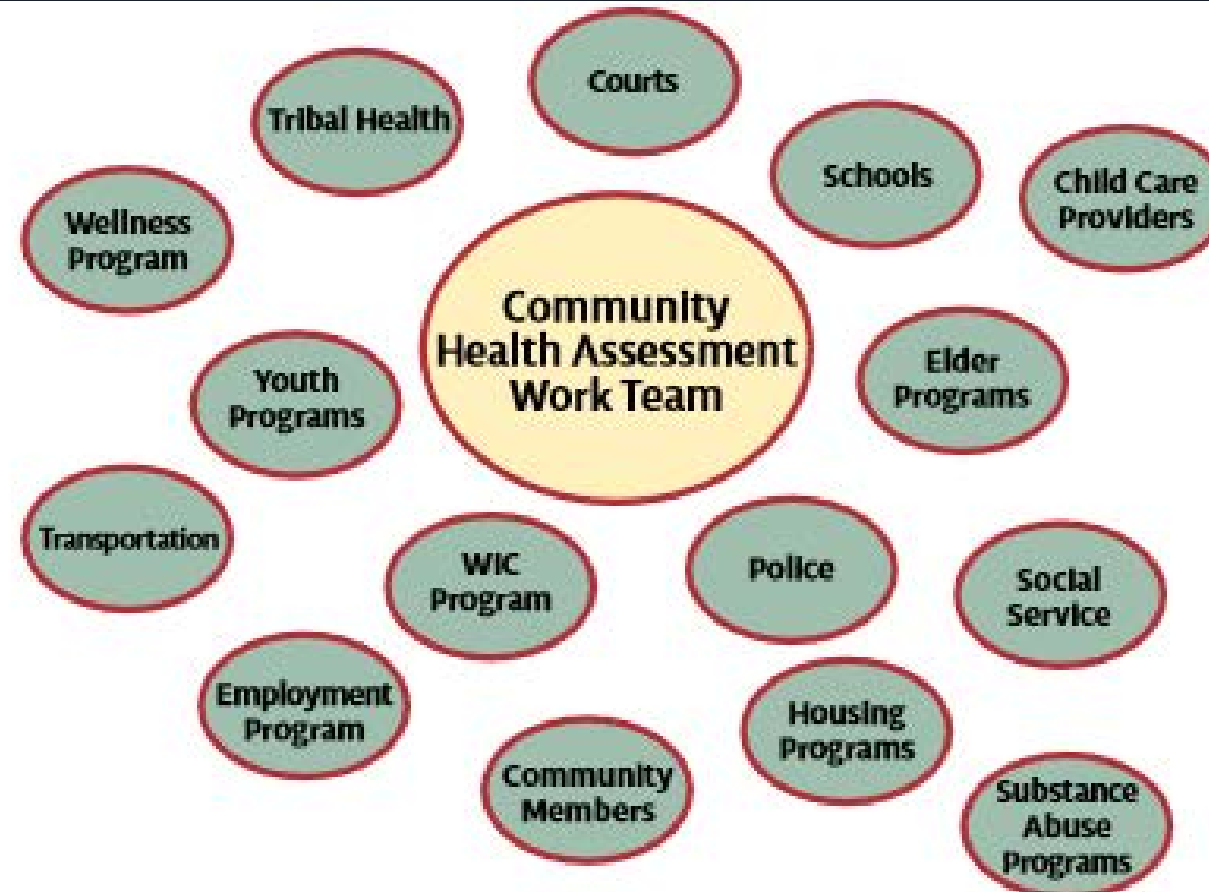 Courts
Tribal Health
Schools
Child Care
Providers
Wellness
Program
Community
Health Assessment
Work Team
Elder
Programs
Youth
Programs
Transportation
WIC
Program
Police
Social
Service
Employment
Program
Housing
Programs
Community
Members
Substance
Abuse
Programs